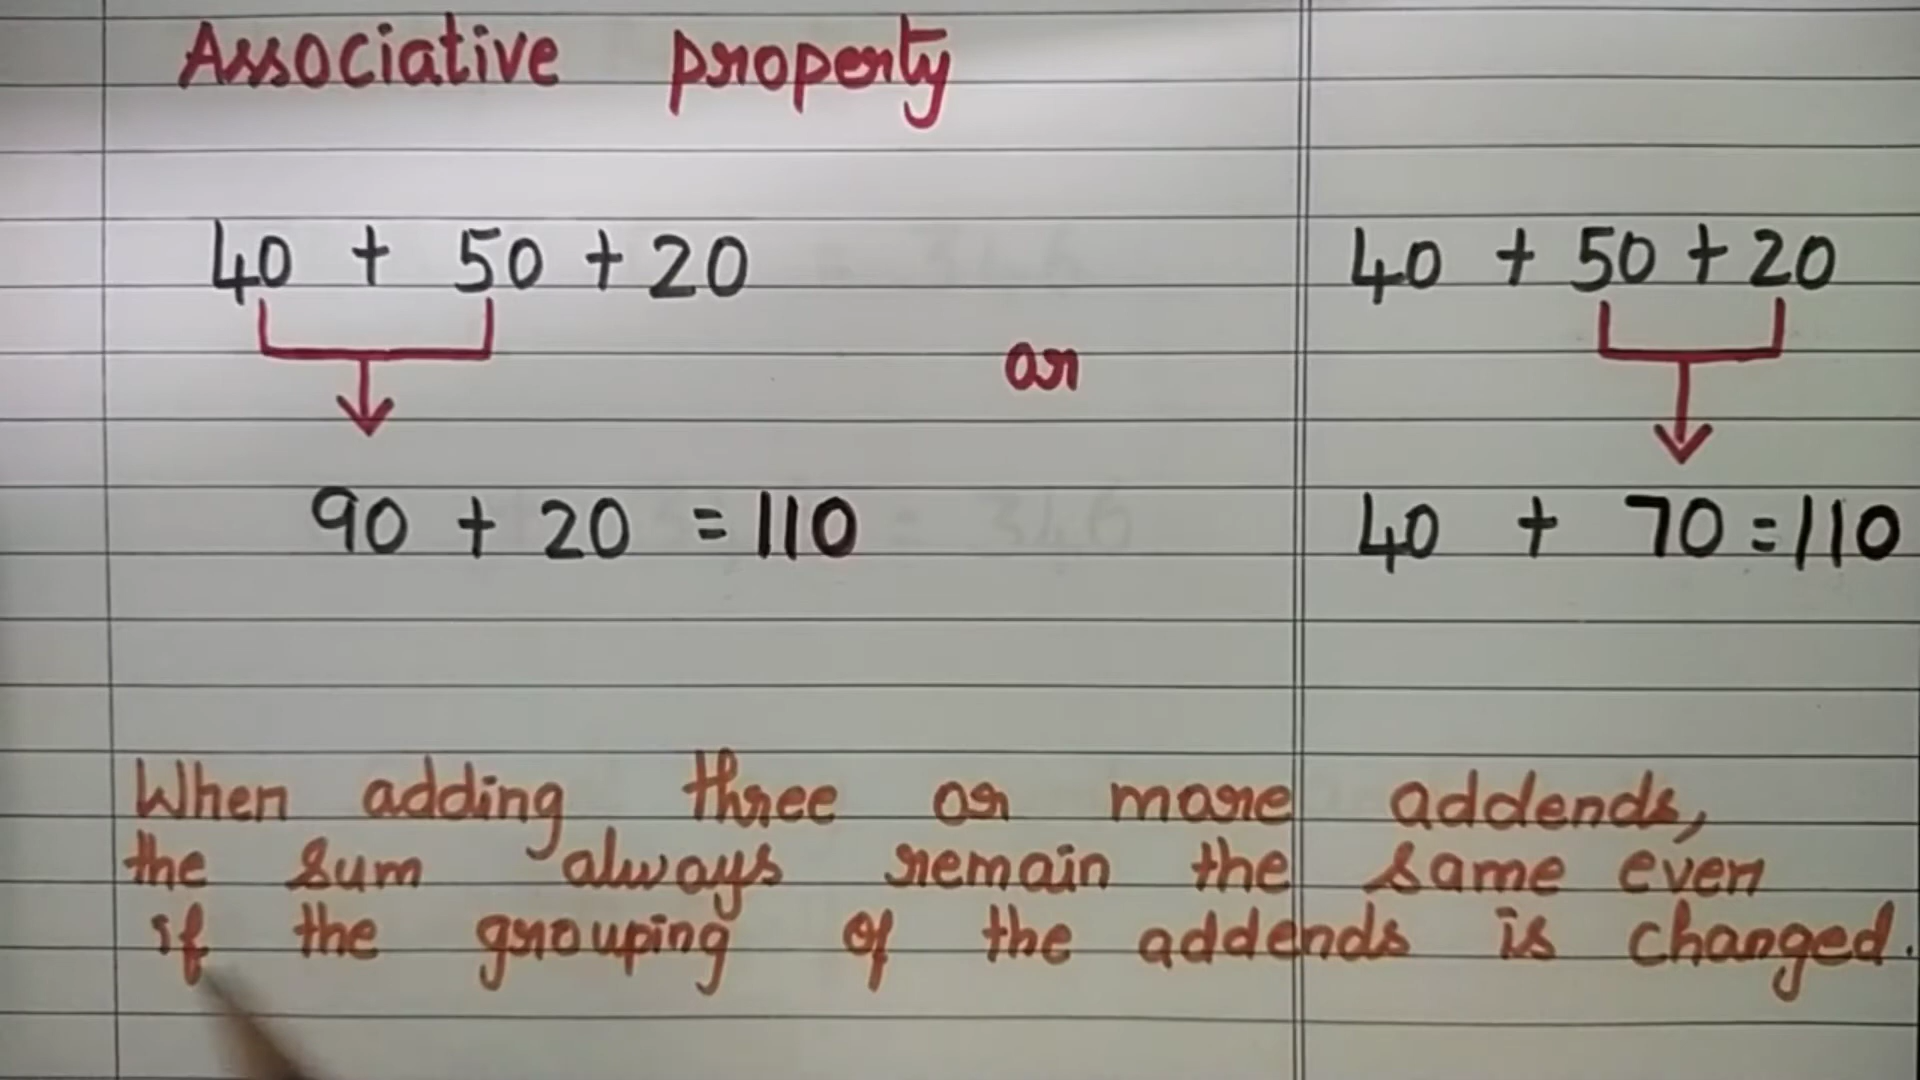 Associative property
40 + 50 + 20
or
40 + 50 + 20
90 + 20 = 110
40 + 70 = 110
When adding three or more addends,
the sum always remain the same even
if the grouping of the addends is changed.